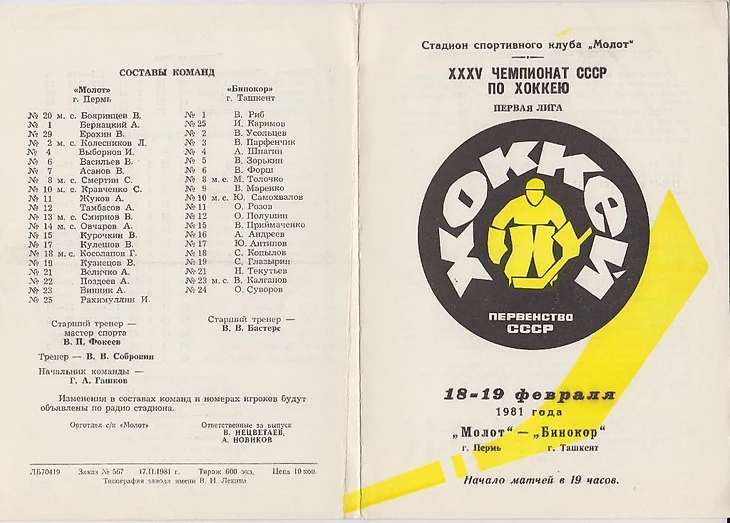 СОСТАВЫ КОМАНД
«Молот»
г. Пермь
№ 20 м. с. Бояринцев В.
№ 1 Вернацкий А.
№ 29 Ерохин В.
№ 2 м. с. Колесников Л.
№ 4 Выборнов И.
№ 6 Васильев В.
№ 7 Асанов В.
№ 8 м. с. Смертин С.
№ 10 м. с. Кравченко С.
№ 11 Жуков А.
№ 12 Тамбасов А.
№ 13 м. с. Смирнов В.
№ 14 м. с. Овчаров А.
№ 15 Курочкин В.
№ 17 Кулешов В.
№ 18 м. с. Косолапов Г.
№ 19 Кузнецов В.
№ 21 Величко А.
№ 22 Поздеев А.
№ 23 Винник А.
№ 25 Рахимуллин И.
Старший тренер —
мастер спорта
В. П. Фокеев
Тренер — В. В. Собровин
Начальник команды —
Г. А. Гашков
«Бинокор»
г. Ташкент
№ 1 В. Риб
№ 25 И. Каримов
№ 2 В. Усольцев
№ 3 В. Парфенчик
№ 4 А. Шпагин
№ 5 В. Зорькин
№ 6 В. Форш
№ 8 м. с. М. Толочко
№ 9 В. Маренко
№ 10 м. с. Ю. Самохвалов
№ 11 О. Розов
№ 12 О. Полушин
№ 15 В. Приймаченко
№ 16 А. Андреев
№ 17 Ю. Антипов
№ 18 С. Копылов
№ 19 С. Глазырин
№ 21 Н. Текутьев
№ 23 м. с. В. Калганов
№ 24 О. Суворов
Старший тренер —
В. В. Бастерс
Изменения в составах команд и номерах игроков будут
объявлены по радио стадиона.
Орготдел с/к «Молот»
Ответственные за выпуск
В. НЕЦВЕТАЕВ,
А. НОВИКОВ
ЛБ70419 Заказ № 567 17.II.1981 г. Тираж 600 экз. Цена 10 коп.
Типография завода имени В. И. Ленина
Стадион спортивного клуба „Молот“
XXXV ЧЕМПИОНАТ СССР
ПО ХОККЕЮ
ПЕРВАЯ ЛИГА
ХОККЕЙ
ПЕРВЕНСТВО
СССР
18-19 февраля
1981 года
„Молот“ — „Бинокор“
г. Пермь г. Ташкент
Начало матчей в 19 часов.